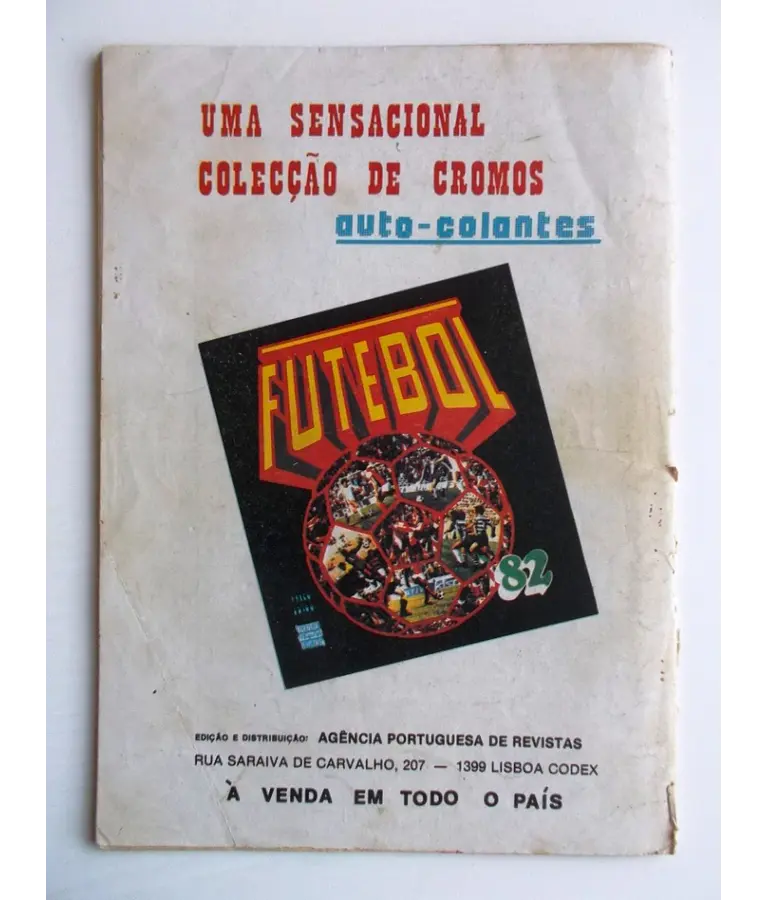 UMA SENSACIONAL
COLECÇÃO DE CROMOS
auto-colantes
FUTEBOL
82
EDIÇÃO E DISTRIBUIÇÃO: AGÊNCIA PORTUGUESA DE REVISTAS
RUA SARAIVA DE CARVALHO, 207 — 1399 LISBOA CODEX
À VENDA EM TODO O PAÍS